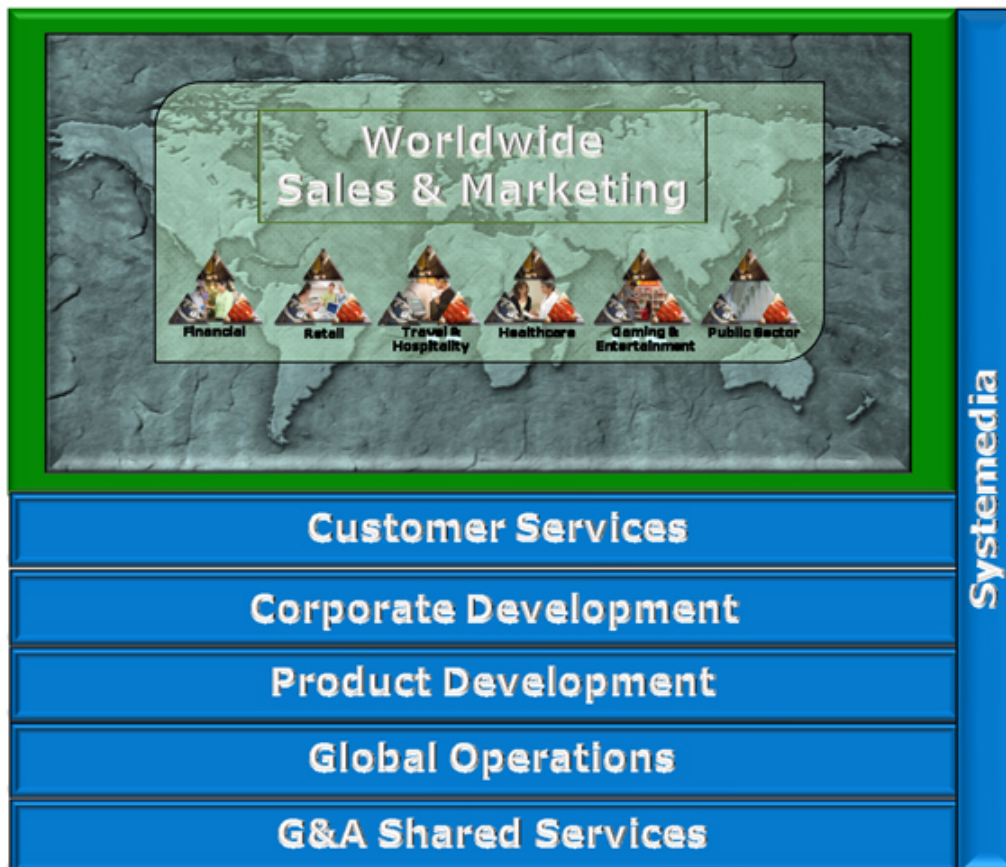 Worldwide
Sales & Marketing
Financial
Retail
Travel &
Hospitality
Healthcare
Gaming &
Entertainment
Public Sector
Customer Services
Corporate Development
Product Development
Global Operations
G&A Shared Services
Systemedia